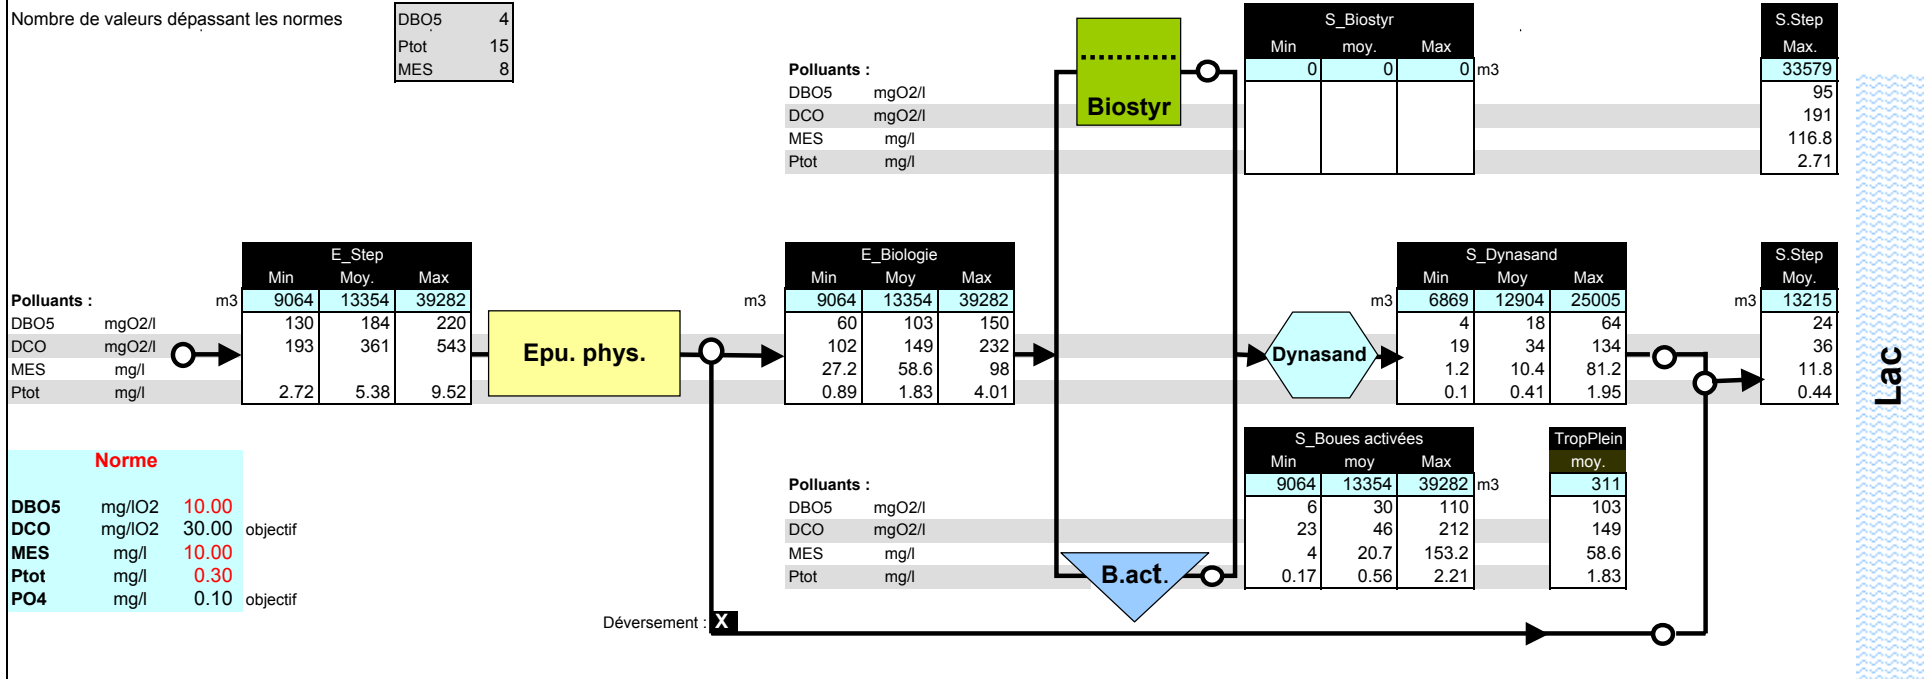 Nombre de valeurs dépassant les normes
DBO5 4
Ptot 15
MES 8
Polluants :
DBO5 mgO2/l
DCO mgO2/l
MES mg/l
Ptot mg/l
Biostyr
S_Biostyr
Min moy. Max
0 0 0 m3
S.Step
Max.
33579
95
191
116.8
2.71
Polluants :
DBO5 mgO2/l
DCO mgO2/l
MES mg/l
Ptot mg/l
E_Step
Min Moy. Max
m3 9064 13354 39282
130 184 220
193 361 543
2.72 5.38 9.52
Epu. phys.
E_Biologie
Min Moy Max
m3 9064 13354 39282
60 103 150
102 149 232
27.2 58.6 98
0.89 1.83 4.01
Dynasand
S_Dynasand
Min Moy Max
m3 6869 12904 25005
4 18 64
19 34 134
1.2 10.4 81.2
0.1 0.41 1.95
S.Step
Moy.
m3 13215
24
36
11.8
0.44
Lac
Norme
DBO5 mg/lO2 10.00
DCO mg/lO2 30.00 objectif
MES mg/l 10.00
Ptot mg/l 0.30
PO4 mg/l 0.10 objectif
Polluants :
DBO5 mgO2/l
DCO mgO2/l
MES mg/l
Ptot mg/l
B.act.
S_Boues activées
Min moy Max
9064 13354 39282 m3
6 30 110
23 46 212
4 20.7 153.2
0.17 0.56 2.21
TropPlein
moy.
311
103
149
58.6
1.83
Déversement : X